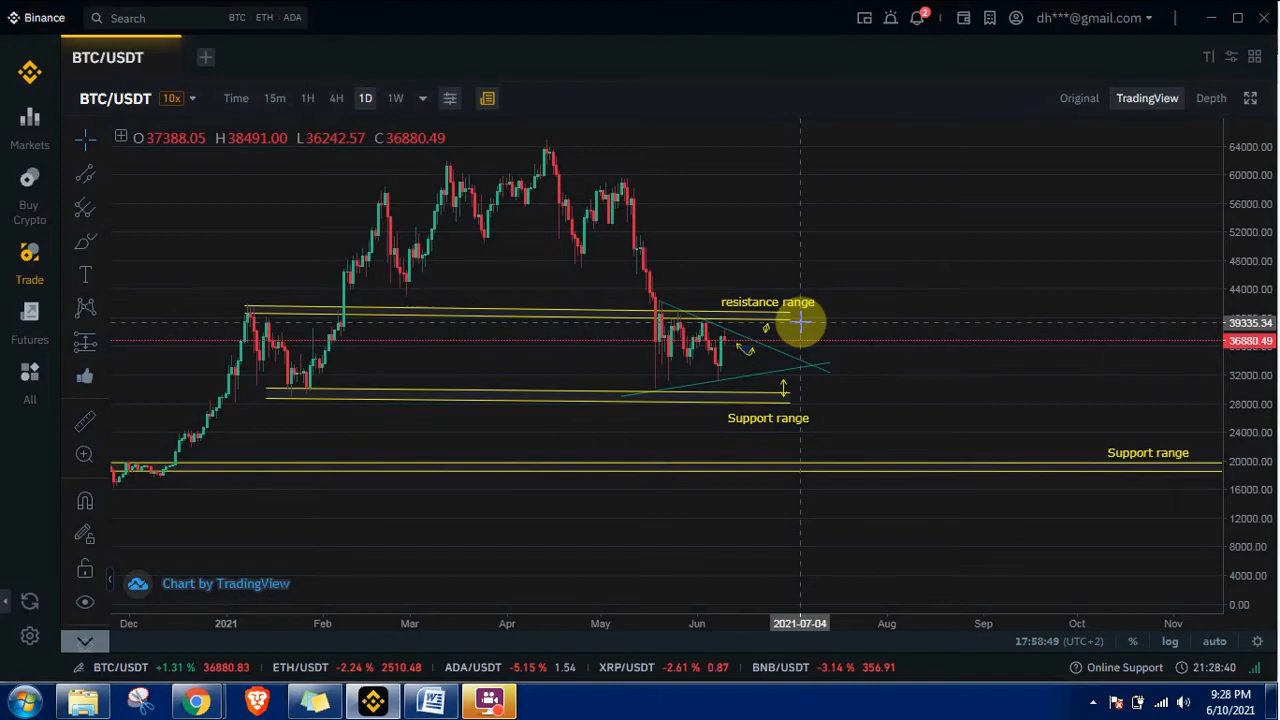 Binance
Search
BTC ETH ADA
2
dh***@gmail.com
BTC/USDT
BTC/USDT 10x
Time 15m 1H 4H 1D 1W
Original TradingView Depth
O 37388.05 H 38491.00 L 36242.57 C 36880.49
Markets
Buy
Crypto
Trade
Futures
All
64000.00
60000.00
56000.00
52000.00
48000.00
44000.00
resistance range
39335.34
36880.49
32000.00
28000.00
Support range
24000.00
Support range
20000.00
16000.00
12000.00
8000.00
4000.00
0.00
Chart by TradingView
Dec 2021 Feb Mar Apr May Jun 2021-07-04 Aug Sep Oct Nov
17:58:49 (UTC+2) % log auto
BTC/USDT +1.31 % 36880.83 ETH/USDT -2.24 % 2510.48 ADA/USDT -5.15 % 1.54 XRP/USDT -2.61 % 0.87 BNB/USDT -3.14 % 356.91
Online Support 21:28:40
9:28 PM
6/10/2021